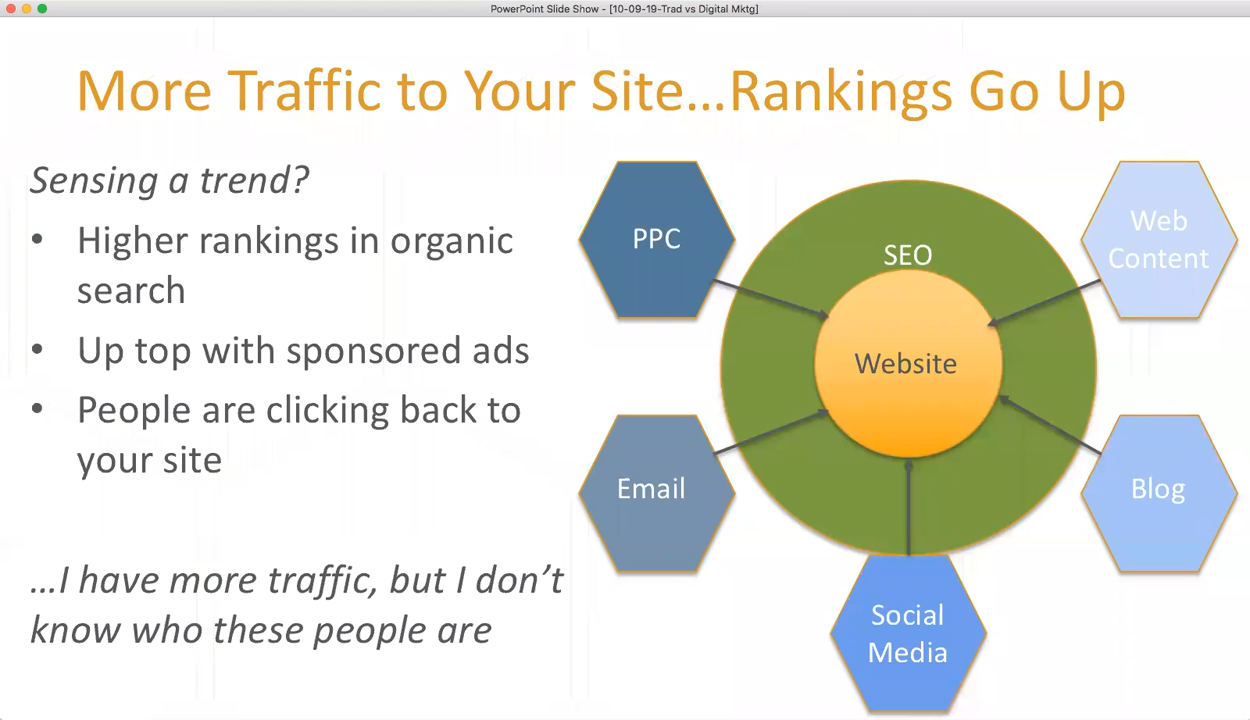 PowerPoint Slide Show - [10-09-19-Trad vs Digital Mktg]
More Traffic to Your Site...Rankings Go Up
Sensing a trend?
• Higher rankings in organic
search
• Up top with sponsored ads
• People are clicking back to
your site
...I have more traffic, but I don't
know who these people are
PPC
SEO
Web
Content
Website
Email
Blog
Social
Media